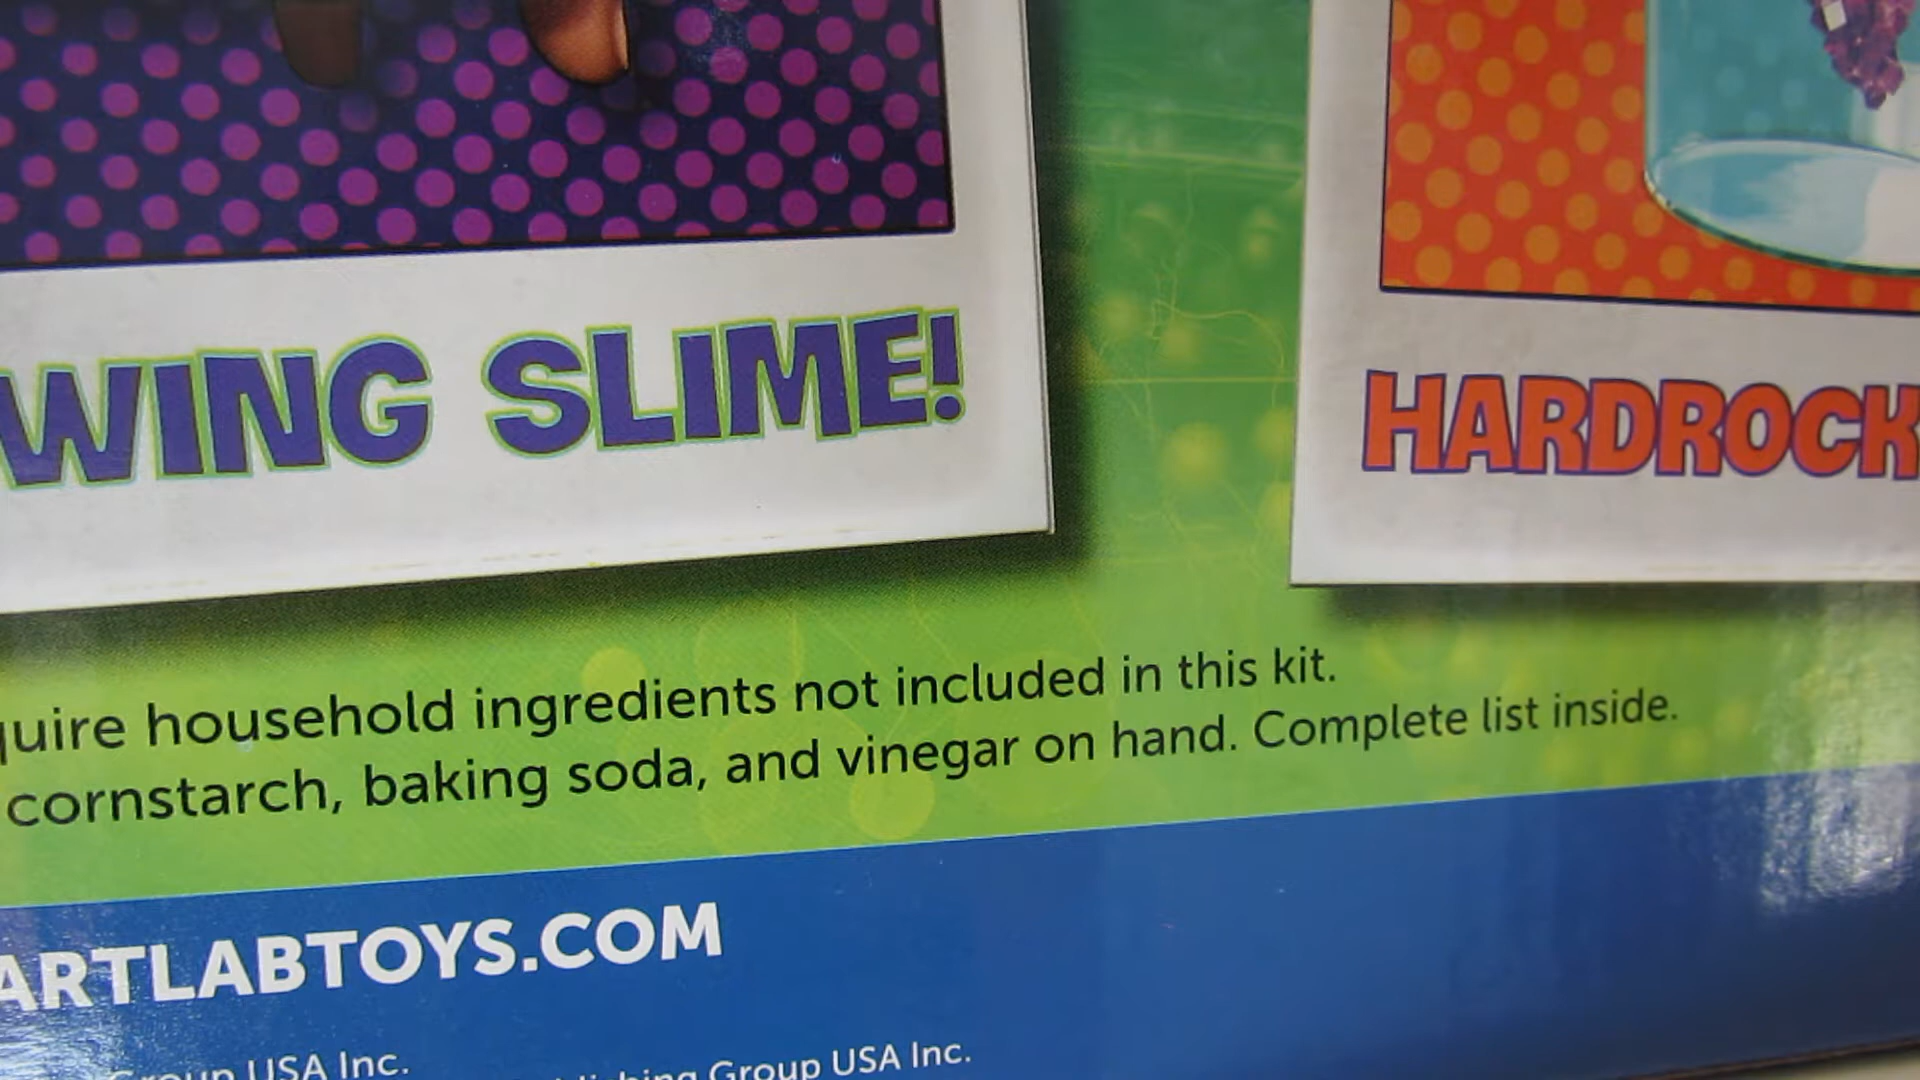 WING SLIME!
HARDROCK
quire household ingredients not included in this kit.
cornstarch, baking soda, and vinegar on hand. Complete list inside.
ARTLABTOYS.COM
Group USA Inc.
Group USA Inc.